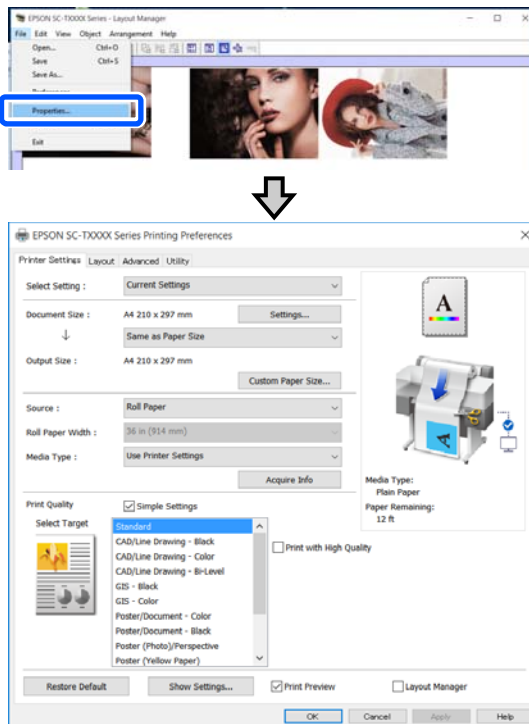 EPSON SC-TXXXX Series - Layout Manager
File Edit View Object Arrangement Help
Open... Ctrl+O
Save Ctrl+S
Save As...
Preferences...
Properties...
Exit
EPSON SC-TXXXX Series Printing Preferences
Printer Settings Layout Advanced Utility
Select Setting : Current Settings
Document Size : A4 210 x 297 mm Settings...
Same as Paper Size
Output Size : A4 210 x 297 mm
Custom Paper Size...
Source : Roll Paper
Roll Paper Width : 36 in (914 mm)
Media Type : Use Printer Settings
Acquire Info
A
A
Media Type:
Plain Paper
Paper Remaining:
12 ft
Print Quality Simple Settings
Select Target
Standard
CAD/Line Drawing - Black
CAD/Line Drawing - Color
CAD/Line Drawing - Bi-Level
GIS - Black
GIS - Color
Poster/Document - Color
Poster/Document - Black
Poster (Photo)/Perspective
Poster (Yellow Paper)
Print with High Quality
Restore Default Show Settings... Print Preview Layout Manager
OK Cancel Apply Help